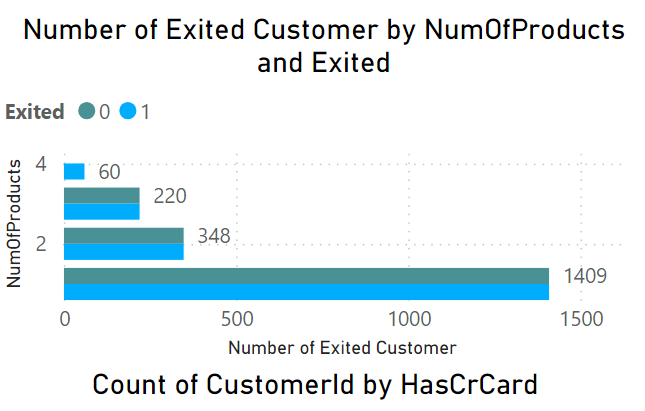 Number of Exited Customer by NumOfProducts
and Exited
Exited 0 1
NumOfProducts
4
60
220
2
348
1409
0 500 1000 1500
Number of Exited Customer
Count of CustomerId by HasCrCard